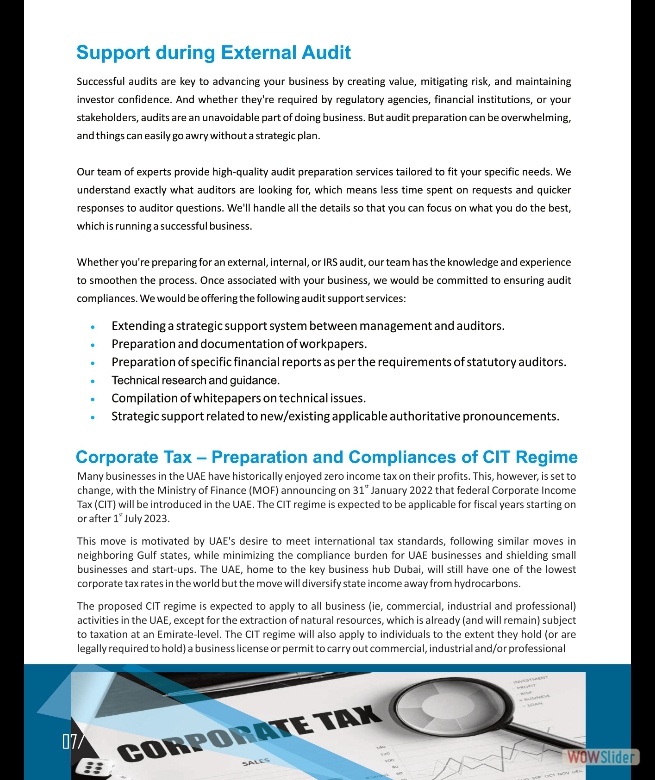 Support during External Audit
Successful audits are key to advancing your business by creating value, mitigating risk, and maintaining
investor confidence. And whether they're required by regulatory agencies, financial institutions, or your
stakeholders, audits are an unavoidable part of doing business. But audit preparation can be overwhelming,
and things can easily go awry without a strategic plan.
Our team of experts provide high-quality audit preparation services tailored to fit your specific needs. We
understand exactly what auditors are looking for, which means less time spent on requests and quicker
responses to auditor questions. We'll handle all the details so that you can focus on what you do the best,
which is running a successful business.
Whether you're preparing for an external, internal, or IRS audit, our team has the knowledge and experience
to smoothen the process. Once associated with your business, we would be committed to ensuring audit
compliances. We would be offering the following audit support services:
• Extending a strategic support system between management and auditors.
• Preparation and documentation of workpapers.
• Preparation of specific financial reports as per the requirements of statutory auditors.
• Technical research and guidance.
• Compilation of whitepapers on technical issues.
• Strategic support related to new/existing applicable authoritative pronouncements.
Corporate Tax – Preparation and Compliances of CIT Regime
Many businesses in the UAE have historically enjoyed zero income tax on their profits. This, however, is set to
change, with the Ministry of Finance (MOF) announcing on 31st January 2022 that federal Corporate Income
Tax (CIT) will be introduced in the UAE. The CIT regime is expected to be applicable for fiscal years starting on
or after 1st July 2023.
This move is motivated by UAE's desire to meet international tax standards, following similar moves in
neighboring Gulf states, while minimizing the compliance burden for UAE businesses and shielding small
businesses and start-ups. The UAE, home to the key business hub Dubai, will still have one of the lowest
corporate tax rates in the world but the move will diversify state income away from hydrocarbons.
The proposed CIT regime is expected to apply to all business (ie, commercial, industrial and professional)
activities in the UAE, except for the extraction of natural resources, which is already (and will remain) subject
to taxation at an Emirate-level. The CIT regime will also apply to individuals to the extent they hold (or are
legally required to hold) a business license or permit to carry out commercial, industrial and/or professional
07/
CORPORATE TAX
SALES
INVESTMENT
PROFIT
RISK
BUSINESS
LOAN
WOWSlider